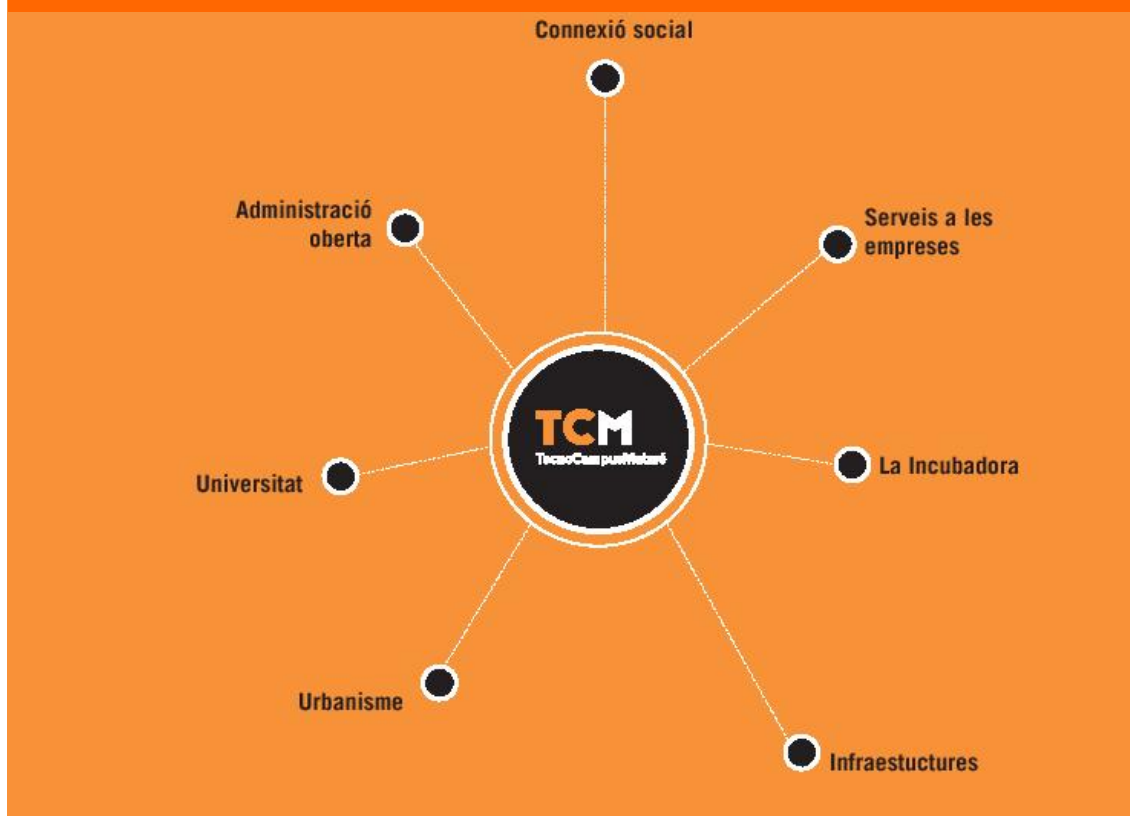 Connexió social
Administració
oberta
Serveis a les
empreses
TCM
TecnoCampusMataró
Universitat
La Incubadora
Urbanisme
Infraestuctures